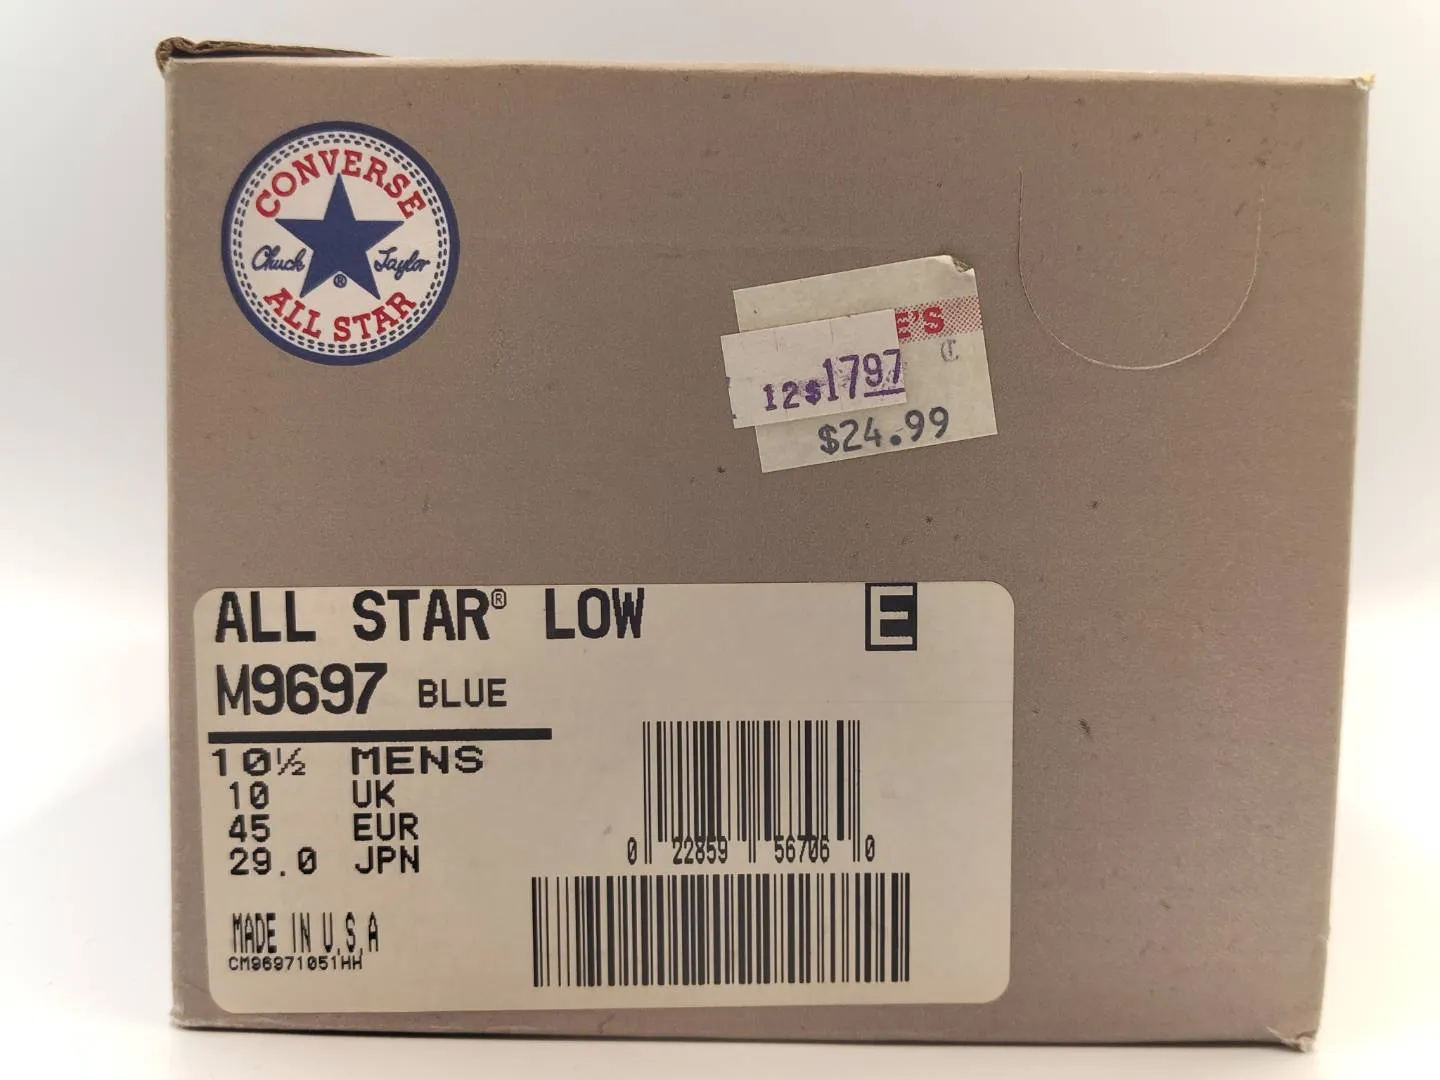 CONVERSE
Chuck Taylor
®
ALL STAR
E'S
C
12 $1797
$24.99
ALL STAR® LOW E
M9697 BLUE
10½ MENS
10 UK
45 EUR
29.0 JPN
0 22859 56706 0
MADE IN U.S.A
CM96971051HH